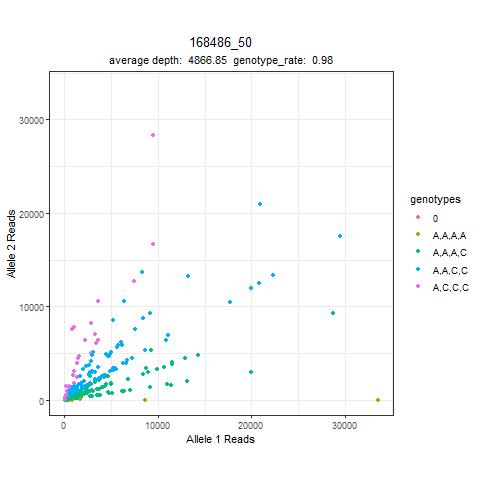 168486_50
average depth:  4866.85  genotype_rate:  0.98
30000
20000
10000
0
Allele 2 Reads
0
10000
20000
30000
Allele 1 Reads
genotypes
0
A,A,A,A
A,A,A,C
A,A,C,C
A,C,C,C